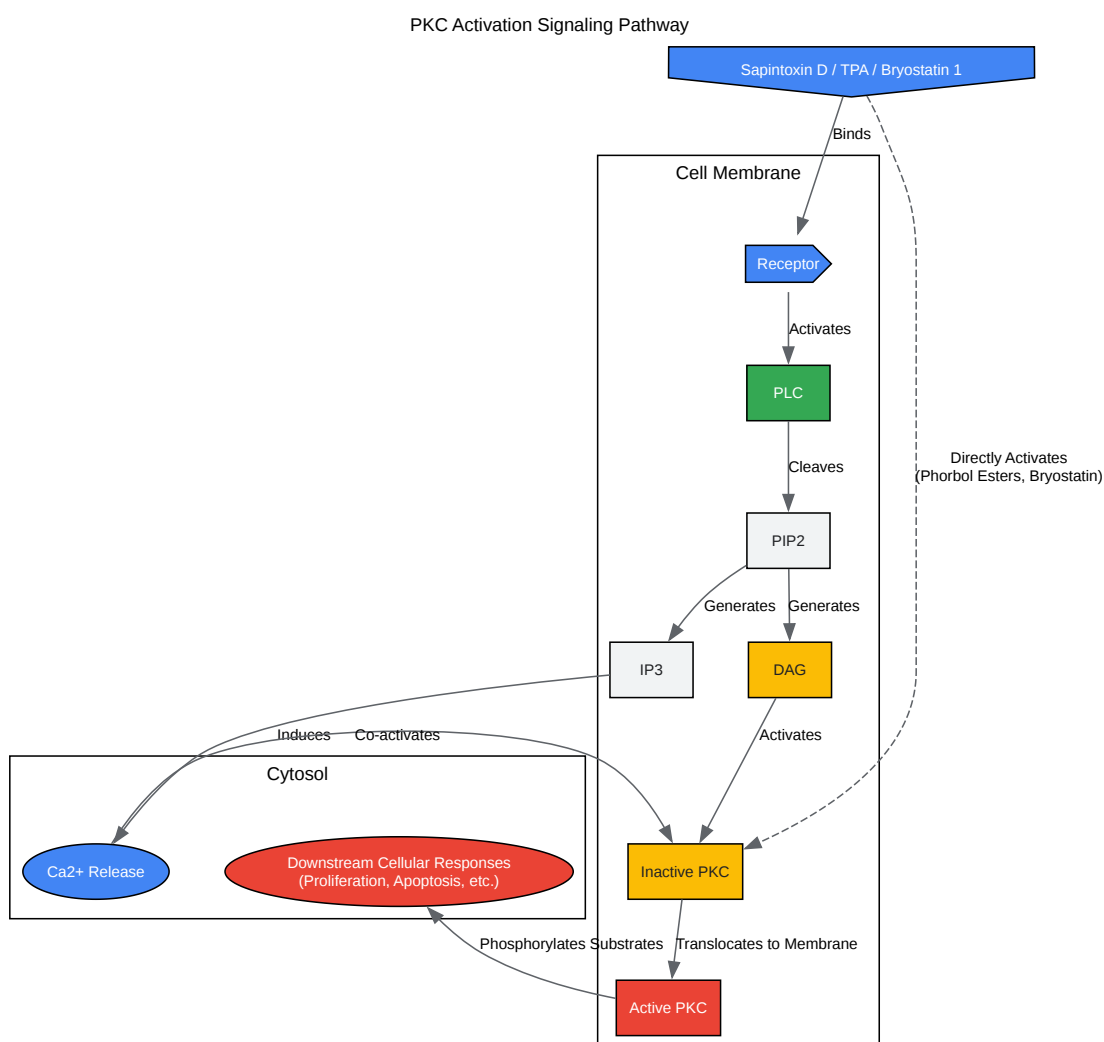 PKC Activation Signaling Pathway
Sapintoxin D / TPA / Bryostatin 1
Binds
Cell Membrane
Receptor
Activates
PLC
Cleaves
Directly Activates
(Phorbol Esters, Bryostatin)
PIP2
Generates
Generates
IP3
DAG
Induces
Co-activates
Activates
Cytosol
Ca2+ Release
Downstream Cellular Responses
(Proliferation, Apoptosis, etc.)
Inactive PKC
Phosphorylates Substrates
Translocates to Membrane
Active PKC